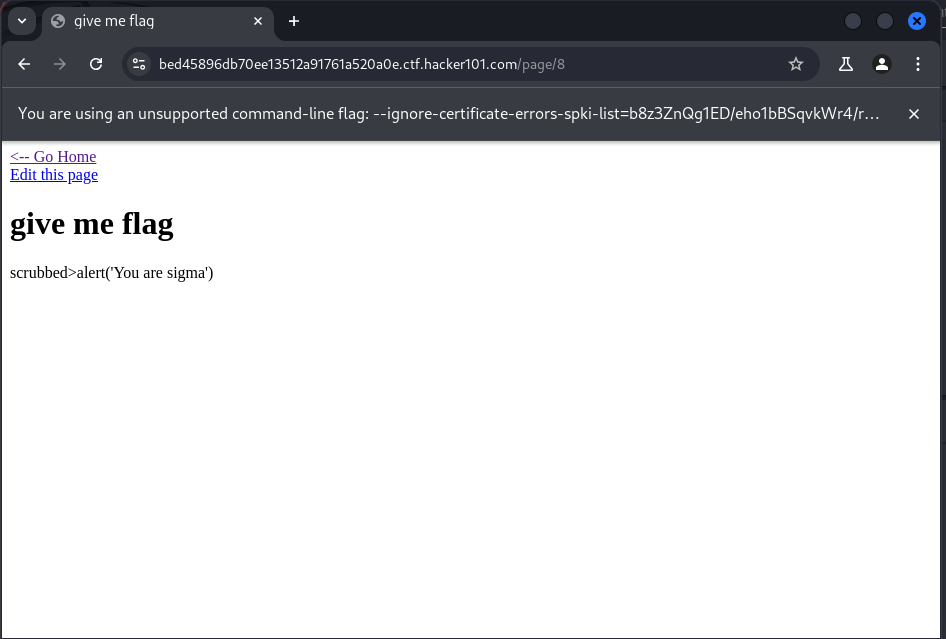 give me flag
bed45896db70ee13512a91761a520a0e.ctf.hacker101.com/page/8
You are using an unsupported command-line flag: --ignore-certificate-errors-spki-list=b8z3ZnQg1ED/eho1bBSqvkWr4/r...
<-- Go Home
Edit this page
give me flag
scrubbed>alert('You are sigma')